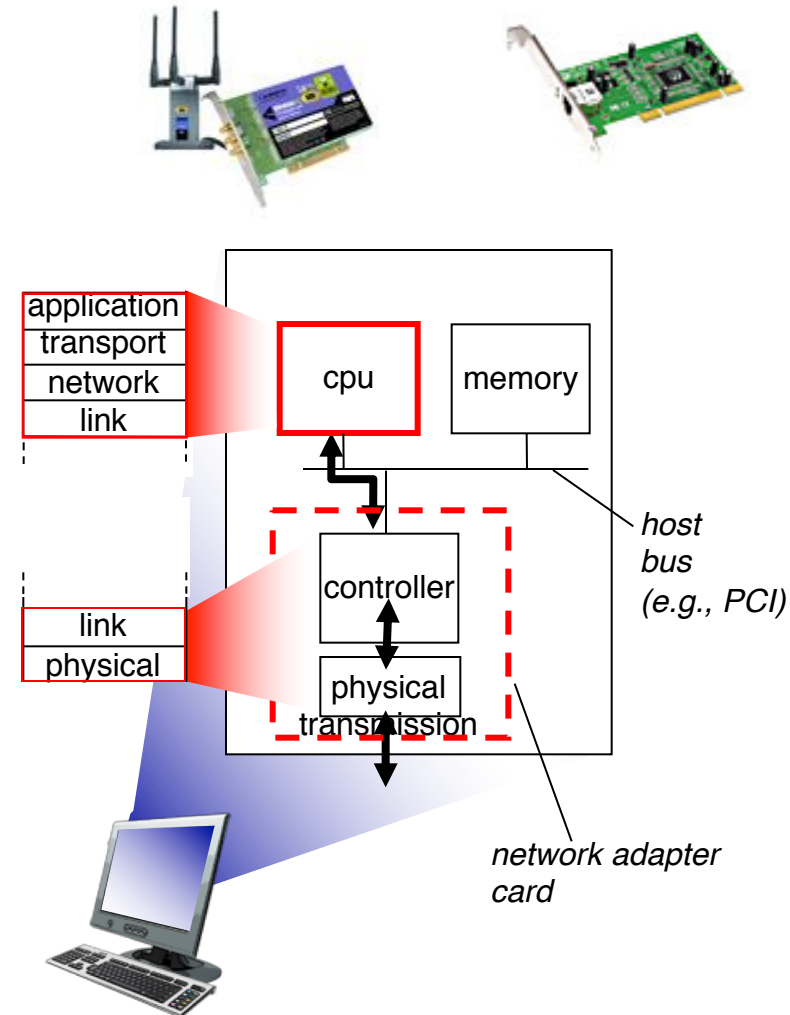 application
transport
network
link
cpu
memory
host
bus
(e.g., PCI)
controller
link
physical
physical
transmission
network adapter
card